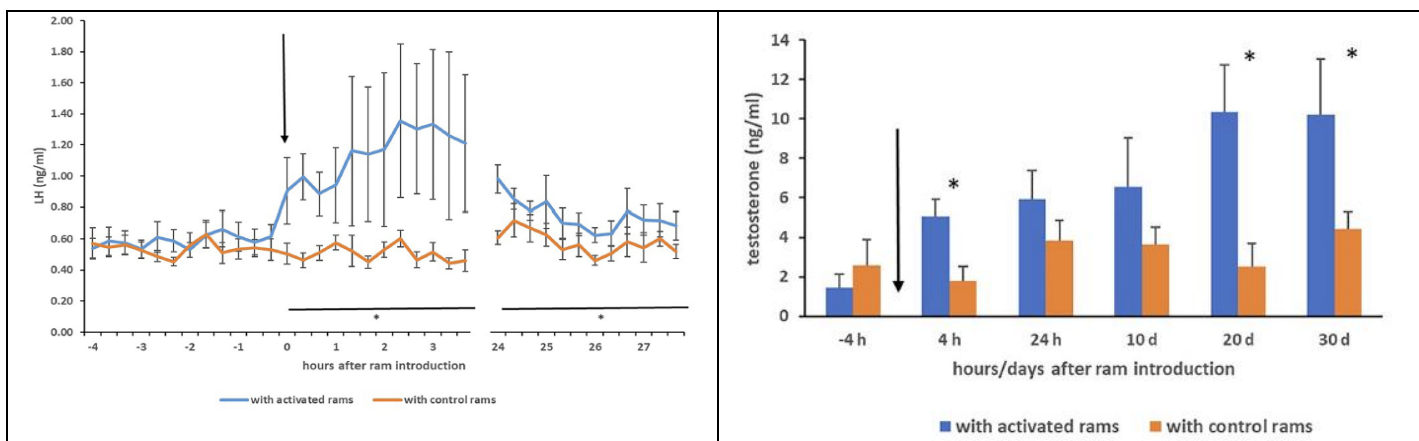 2.00
1.80
1.60
1.40
1.20
1.00
0.80
0.60
0.40
0.20
0.00
LH (ng/ml)
* *
-4 -3 -2 -1 0 1 2 3 24 25 26 27
hours after ram introduction
with activated rams with control rams
14
12
10
8
6
4
2
0
testosterone (ng/ml)
* * *
-4 h 4 h 24 h 10 d 20 d 30 d
hours/days after ram introduction
with activated rams with control rams